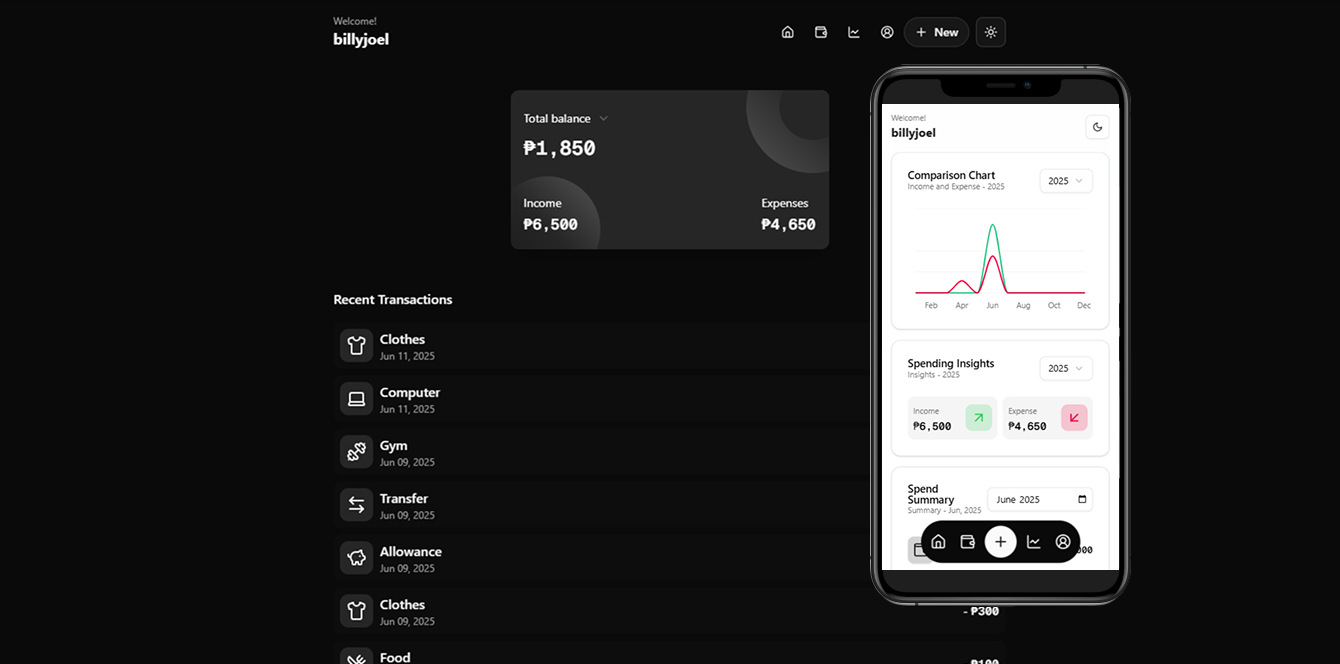 Welcome!
billyjoel
New
Total balance
₱1,850
Income
₱6,500
Expenses
₱4,650
Recent Transactions
Clothes
Jun 11, 2025
Computer
Jun 11, 2025
Gym
Jun 09, 2025
Transfer
Jun 09, 2025
Allowance
Jun 09, 2025
Clothes
Jun 09, 2025
- ₱300
Food
₱100
Welcome!
billyjoel
Comparison Chart
Income and Expense - 2025
2025
Feb Apr Jun Aug Oct Dec
Spending Insights
Insights - 2025
2025
Income
₱6,500
Expense
₱4,650
Spend
Summary
Summary - Jun, 2025
June 2025